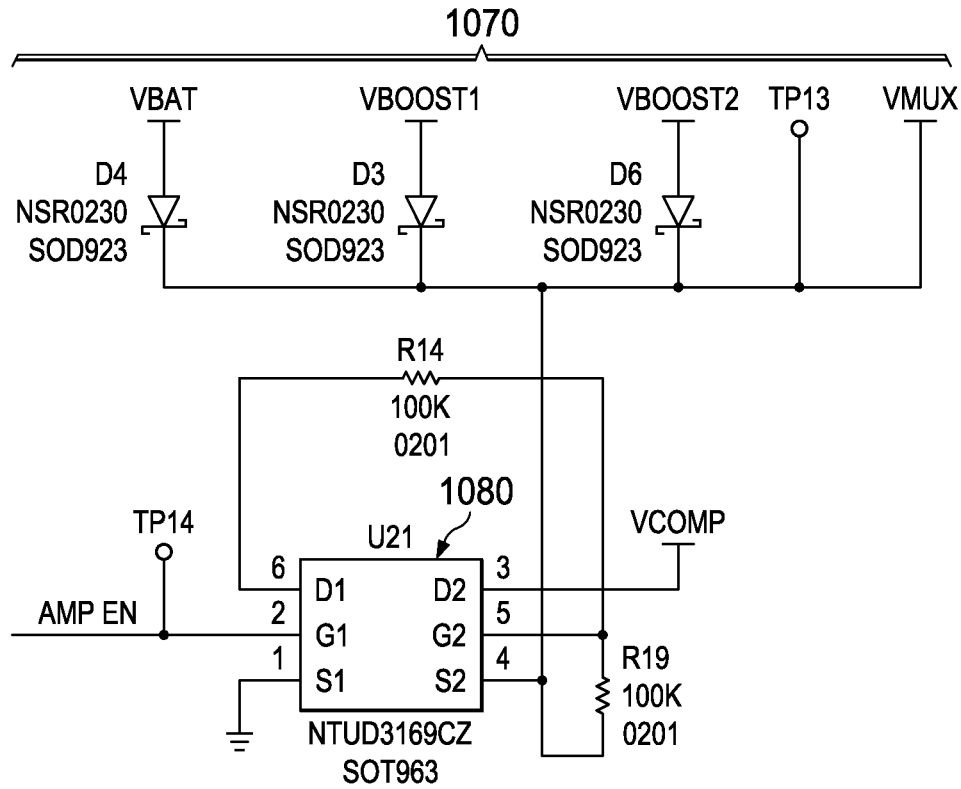 1070
VBAT
VBOOST1
VBOOST2
TP13
VMUX
D4
NSR0230
SOD923
D3
NSR0230
SOD923
D6
NSR0230
SOD923
R14
100K
0201
1080
TP14
U21
VCOMP
AMP EN
6
2
1
D1
G1
S1
D2
G2
S2
3
5
4
R19
100K
0201
NTUD3169CZ
SOT963